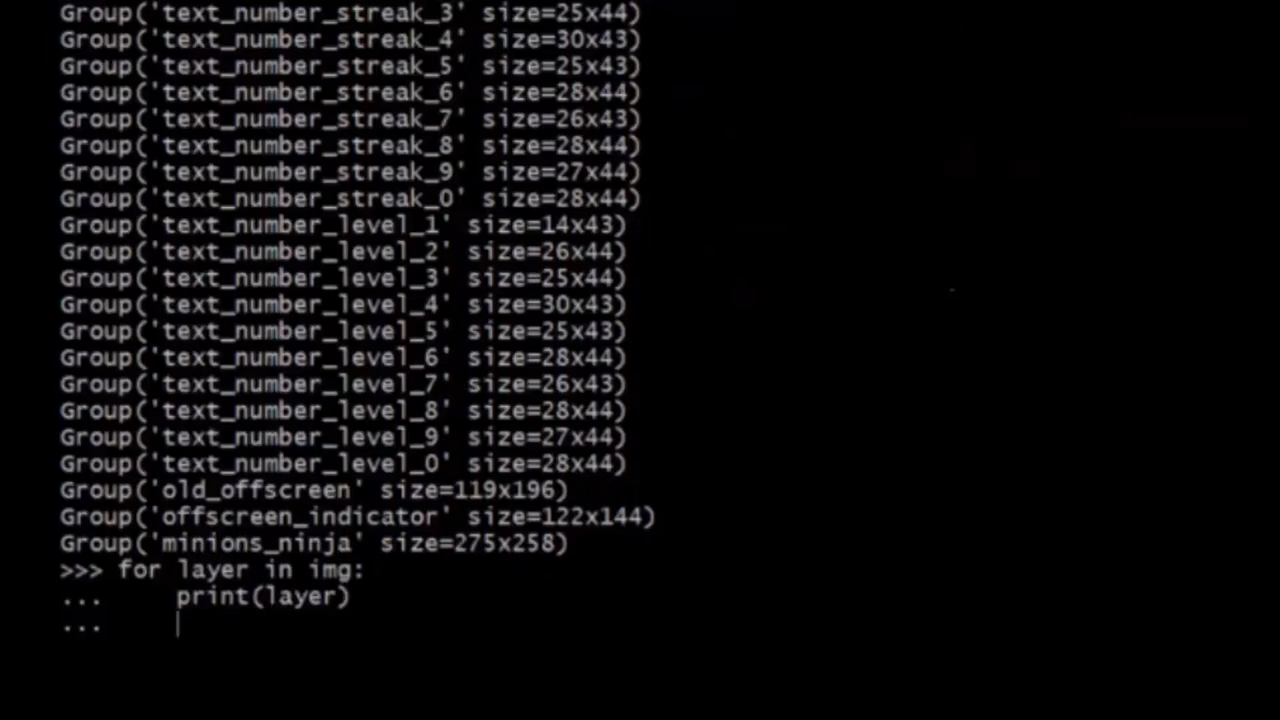 Group('text_number_streak_3' size=25x44)
Group('text_number_streak_4' size=30x43)
Group('text_number_streak_5' size=25x43)
Group('text_number_streak_6' size=28x44)
Group('text_number_streak_7' size=26x43)
Group('text_number_streak_8' size=28x44)
Group('text_number_streak_9' size=27x44)
Group('text_number_streak_0' size=28x44)
Group('text_number_level_1' size=14x43)
Group('text_number_level_2' size=26x44)
Group('text_number_level_3' size=25x44)
Group('text_number_level_4' size=30x43)
Group('text_number_level_5' size=25x43)
Group('text_number_level_6' size=28x44)
Group('text_number_level_7' size=26x43)
Group('text_number_level_8' size=28x44)
Group('text_number_level_9' size=27x44)
Group('text_number_level_0' size=28x44)
Group('old_offscreen' size=119x196)
Group('offscreen_indicator' size=122x144)
Group('minions_ninja' size=275x258)
>>> for layer in img:
...     print(layer)
...